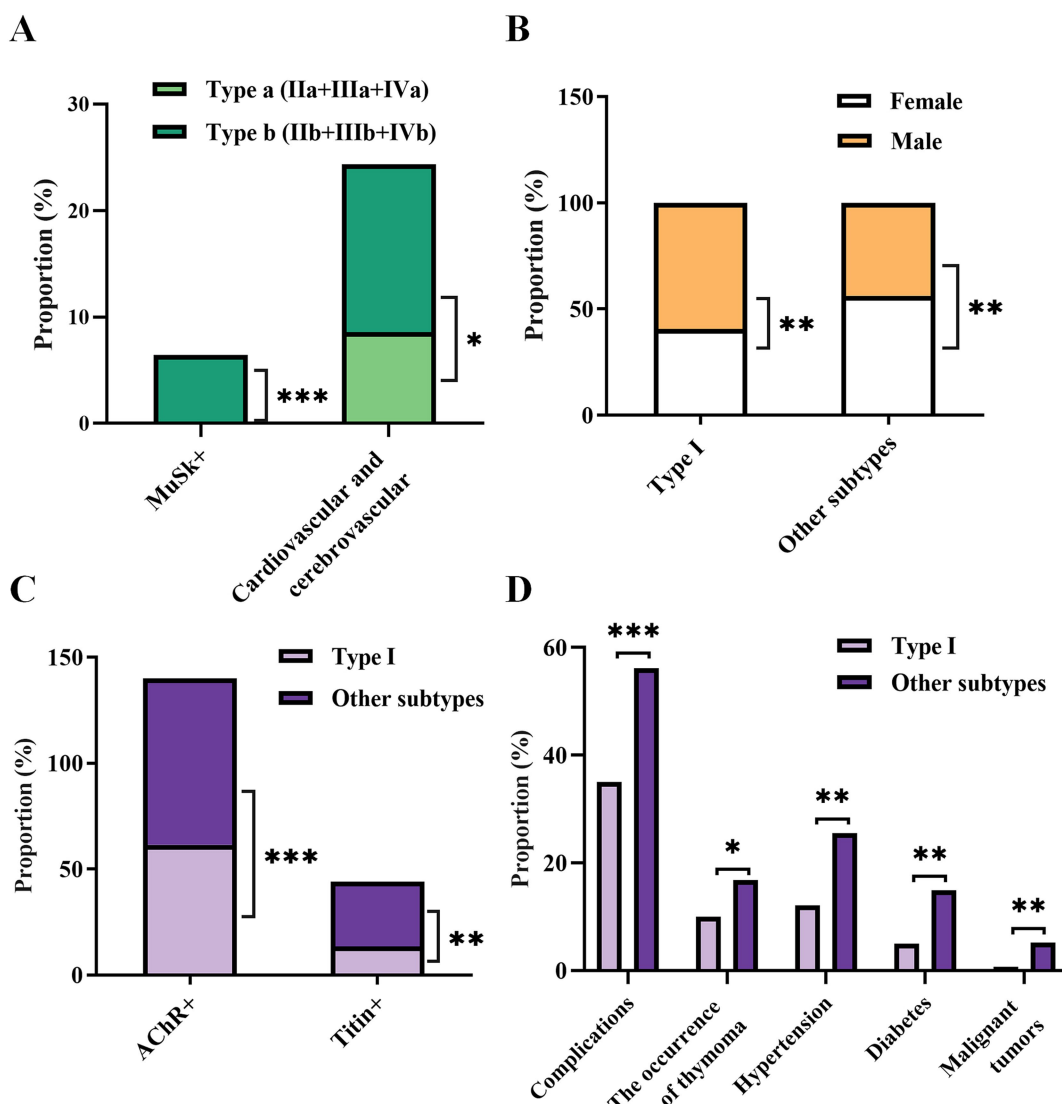 A
Type a (IIa+IIIa+IVa)
Type b (IIb+IIIb+IVb)
Proportion (%)
30
20
10
0
*
***
MuSk+
Cardiovascular and
cerebrovascular
B
Female
Male
Proportion (%)
150
100
50
0
**
**
Type I
Other subtypes
C
Type I
Other subtypes
Proportion (%)
150
100
50
0
***
**
AChR+
Titin+
D
Type I
Other subtypes
Proportion (%)
60
40
20
0
***
*
**
**
**
Complications
The occurrence
of thymoma
Hypertension
Diabetes
Malignant
tumors